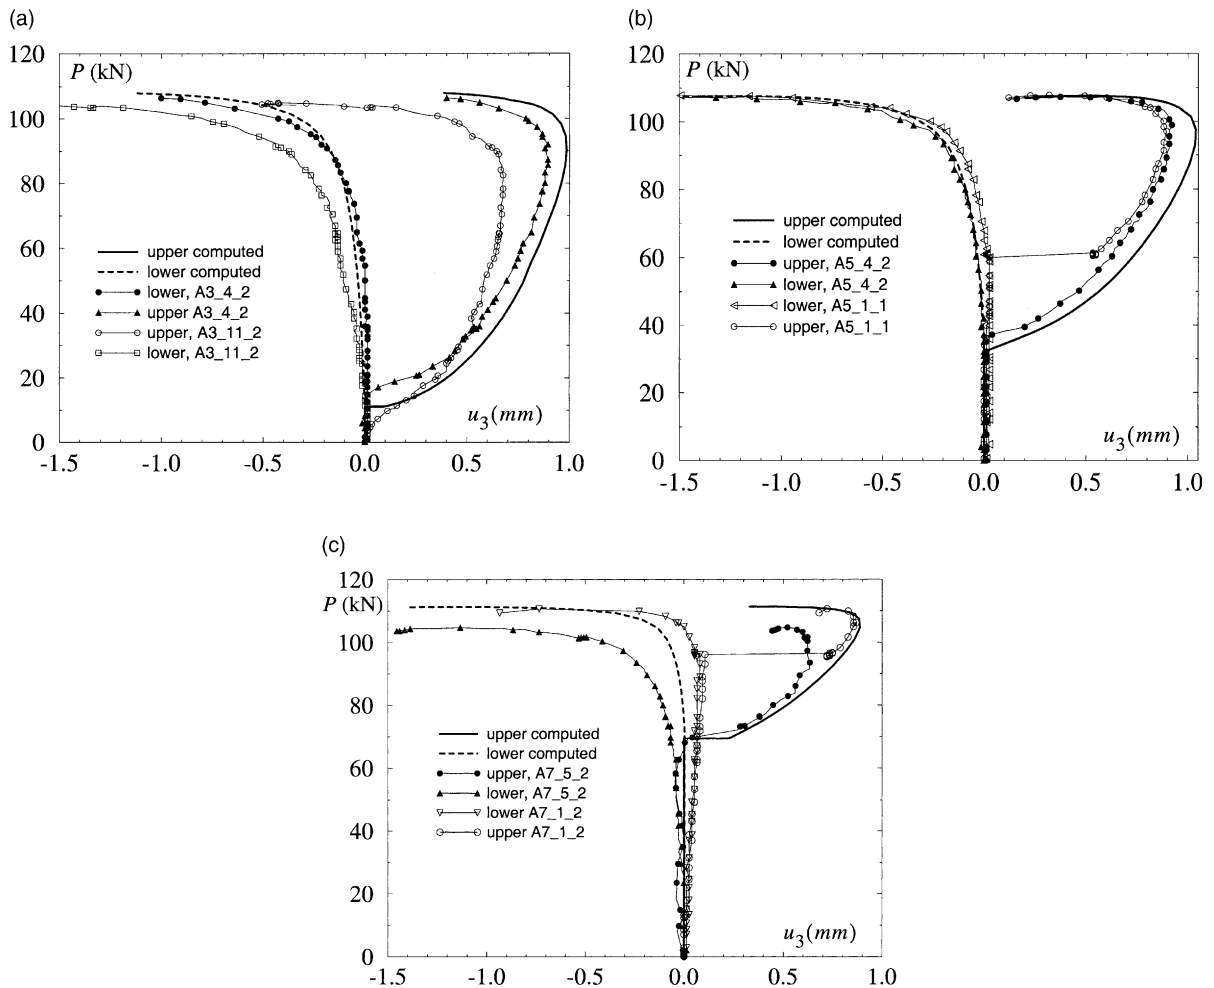 (a)
120
P (kN)
100
80
60
upper computed
lower computed
lower, A3_4_2
upper A3_4_2
upper, A3_11_2
lower, A3_11_2
40
20
0
u3(mm)
-1.5 -1.0 -0.5 0.0 0.5 1.0
(b)
120
P (kN)
100
80
60
upper computed
lower computed
upper, A5_4_2
lower, A5_4_2
lower, A5_1_1
upper, A5_1_1
40
20
0
u3(mm)
-1.5 -1.0 -0.5 0.0 0.5 1.0
(c)
120
P (kN)
100
80
60
upper computed
lower computed
upper, A7_5_2
lower, A7_5_2
lower A7_1_2
upper A7_1_2
40
20
0
u3(mm)
-1.5 -1.0 -0.5 0.0 0.5 1.0